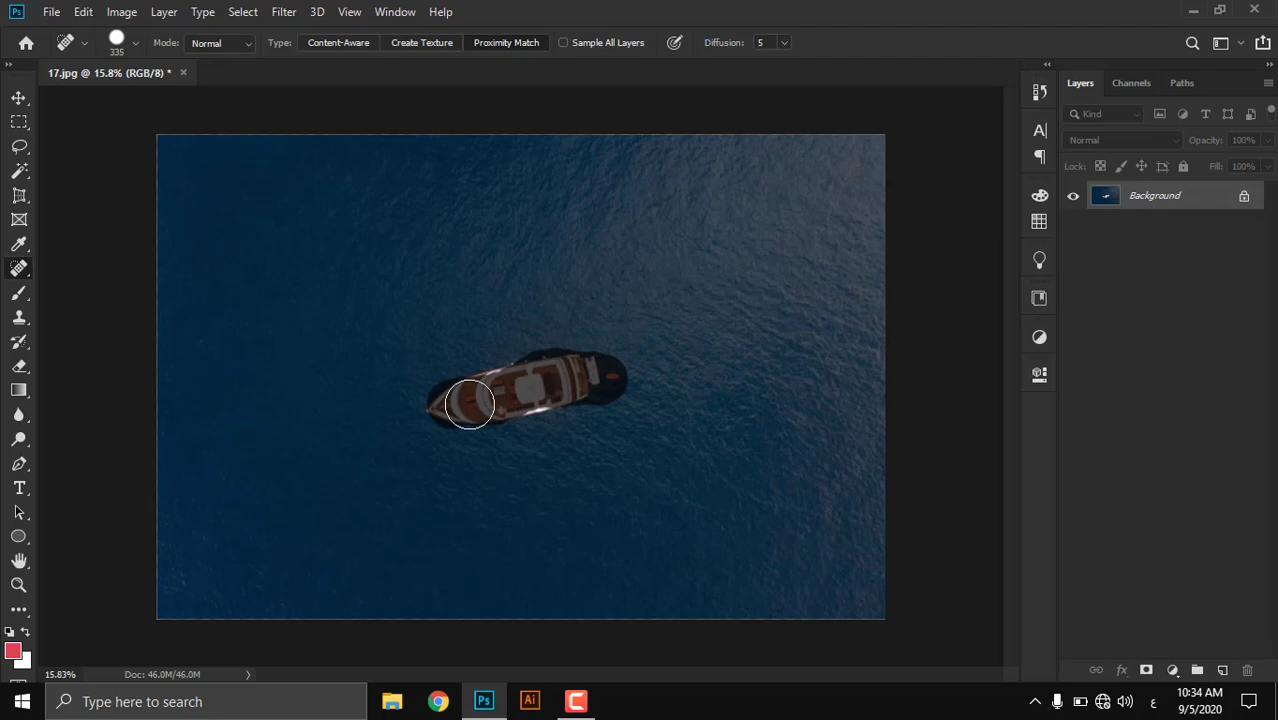 Ps File Edit Image Layer Type Select Filter 3D View Window Help
335 Mode: Normal Type: Content-Aware Create Texture Proximity Match Sample All Layers Diffusion: 5
17.jpg @ 15.8% (RGB/8) *
Layers Channels Paths
Kind
Normal Opacity: 100%
Lock: Fill: 100%
Background
15.83% Doc: 46.0M/46.0M
Type here to search Ps Ai ع 10:34 AM
9/5/2020